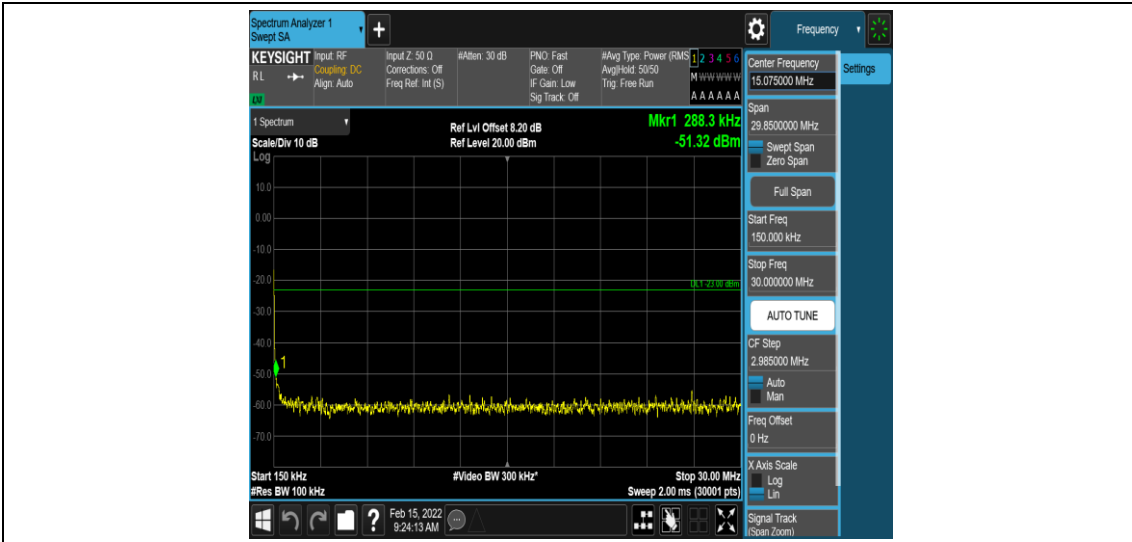 Spectrum Analyzer 1
Swept SA
+
Frequency
KEYSIGHT
RL
LXI
Input: RF
Coupling: DC
Align: Auto
Input Z: 50 Ω
Corrections: Off
Freq Ref: Int (S)
#Atten: 30 dB
PNO: Fast
Gate: Off
IF Gain: Low
Sig Track: Off
#Avg Type: Power (RMS
Avg|Hold: 50/50
Trig: Free Run
1 2 3 4 5 6
M W W W W W
A A A A A A
1 Spectrum
Scale/Div 10 dB
Log
Ref Lvl Offset 8.20 dB
Ref Level 20.00 dBm
Mkr1 288.3 kHz
-51.32 dBm
10.0
0.00
-10.0
-20.0
DL1 -23.00 dBm
-30.0
-40.0
1
-50.0
-60.0
-70.0
Start 150 kHz
#Video BW 300 kHz*
Stop 30.00 MHz
#Res BW 100 kHz
Sweep 2.00 ms (30001 pts)
?
Feb 15, 2022
9:24:13 AM
Center Frequency
15.075000 MHz
Settings
Span
29.8500000 MHz
Swept Span
Zero Span
Full Span
Start Freq
150.000 kHz
Stop Freq
30.000000 MHz
AUTO TUNE
CF Step
2.985000 MHz
Auto
Man
Freq Offset
0 Hz
X Axis Scale
Log
Lin
Signal Track
(Span Zoom)